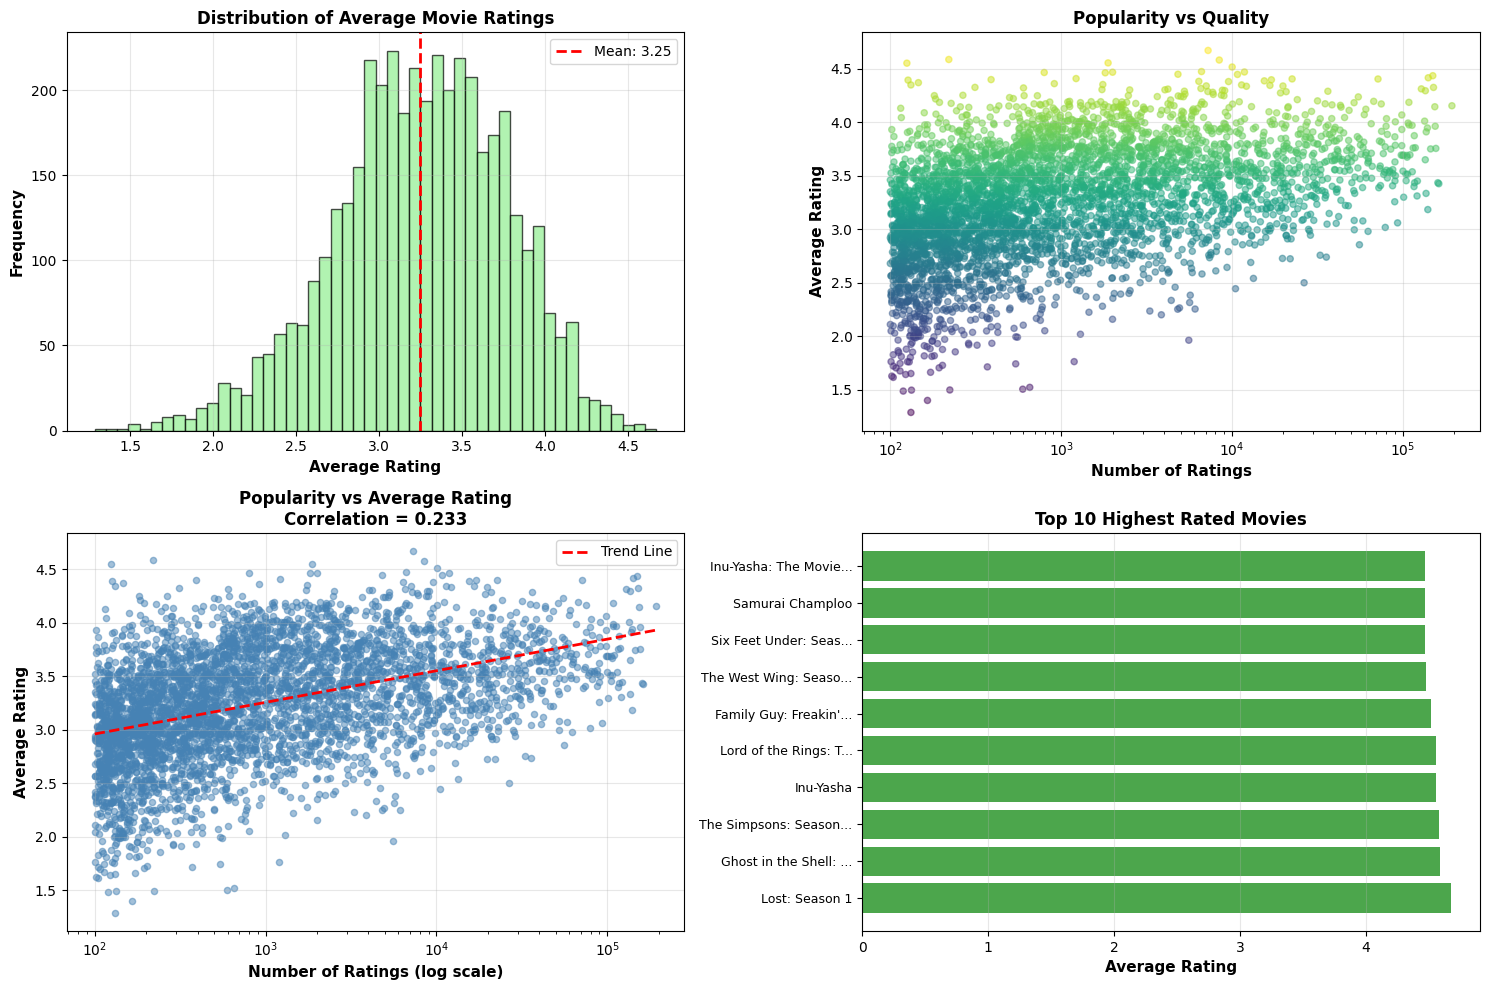 Distribution of Average Movie Ratings
Mean: 3.25
Frequency
200
150
100
50
0
1.5
2.0
2.5
3.0
3.5
4.0
4.5
Average Rating
Popularity vs Quality
Average Rating
4.5
4.0
3.5
3.0
2.5
2.0
1.5
10²
10³
10⁴
10⁵
Number of Ratings
Popularity vs Average Rating
Correlation = 0.233
Trend Line
Average Rating
4.5
4.0
3.5
3.0
2.5
2.0
1.5
10²
10³
10⁴
10⁵
Number of Ratings (log scale)
Top 10 Highest Rated Movies
Inu-Yasha: The Movie...
Samurai Champloo
Six Feet Under: Seas...
The West Wing: Seaso...
Family Guy: Freakin'...
Lord of the Rings: T...
Inu-Yasha
The Simpsons: Season...
Ghost in the Shell: ...
Lost: Season 1
0
1
2
3
4
Average Rating